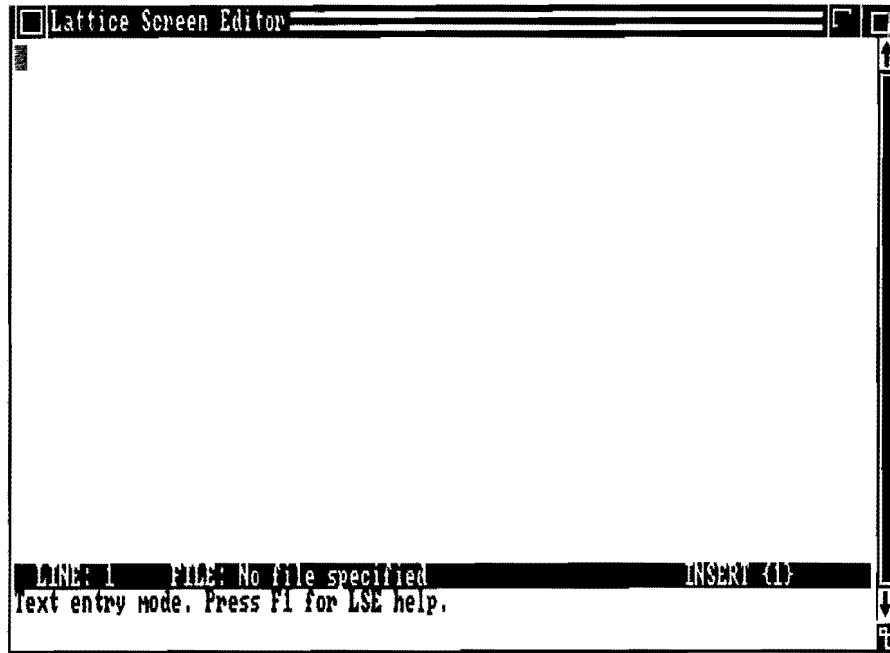 Lattice Screen Editor
LINE: 1 FILE: No file specified INSERT {1}
Text entry mode. Press F1 for LSE help.